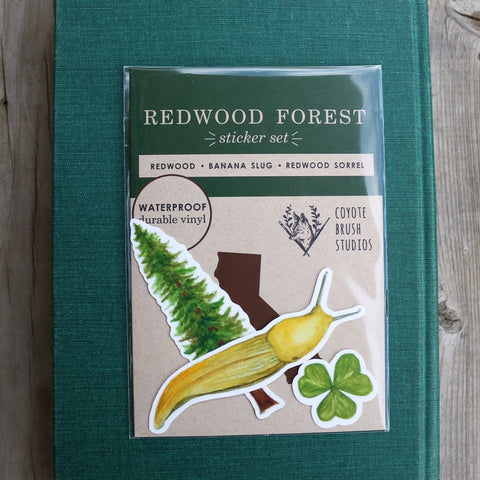 REDWOOD FOREST
sticker set
REDWOOD • BANANA SLUG • REDWOOD SORREL
WATERPROOF
durable vinyl
COYOTE
BRUSH
STUDIOS